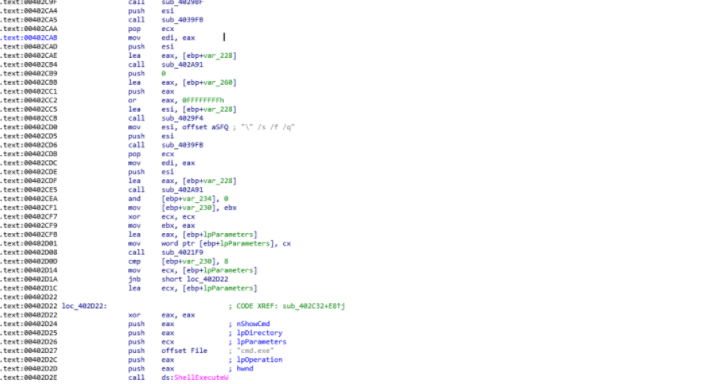 .text:00402C9F call sub_4029BF
.text:00402CA4 push esi
.text:00402CA5 call sub_4039FB
.text:00402CAA pop ecx
.text:00402CAB mov edi, eax
.text:00402CAD push esi
.text:00402CAE lea eax, [ebp+var_228]
.text:00402CB4 call sub_402A91
.text:00402CB9 push 0
.text:00402CBB lea eax, [ebp+var_260]
.text:00402CC1 push eax
.text:00402CC2 or eax, 0FFFFFFFFh
.text:00402CC5 lea esi, [ebp+var_228]
.text:00402CCB call sub_4029F4
.text:00402CD0 mov esi, offset aSFQ ; "\" /s /f /q"
.text:00402CD5 push esi
.text:00402CD6 call sub_4039FB
.text:00402CDB pop ecx
.text:00402CDC mov edi, eax
.text:00402CDE push esi
.text:00402CDF lea eax, [ebp+var_228]
.text:00402CE5 call sub_402A91
.text:00402CEA and [ebp+var_234], 0
.text:00402CF1 mov [ebp+var_230], ebx
.text:00402CF7 xor ecx, ecx
.text:00402CF9 mov ebx, eax
.text:00402CFB lea eax, [ebp+lpParameters]
.text:00402D01 mov word ptr [ebp+lpParameters], cx
.text:00402D08 call sub_4021F9
.text:00402D0D cmp [ebp+var_230], 8
.text:00402D14 mov ecx, [ebp+lpParameters]
.text:00402D1A jnb short loc_402D22
.text:00402D1C lea ecx, [ebp+lpParameters]
.text:00402D22
.text:00402D22 loc_402D22: ; CODE XREF: sub_402C32+E8↑j
.text:00402D22 xor eax, eax
.text:00402D24 push eax ; nShowCmd
.text:00402D25 push eax ; lpDirectory
.text:00402D26 push ecx ; lpParameters
.text:00402D27 push offset File ; "cmd.exe"
.text:00402D2C push eax ; lpOperation
.text:00402D2D push eax ; hwnd
.text:00402D2E call ds:ShellExecuteW